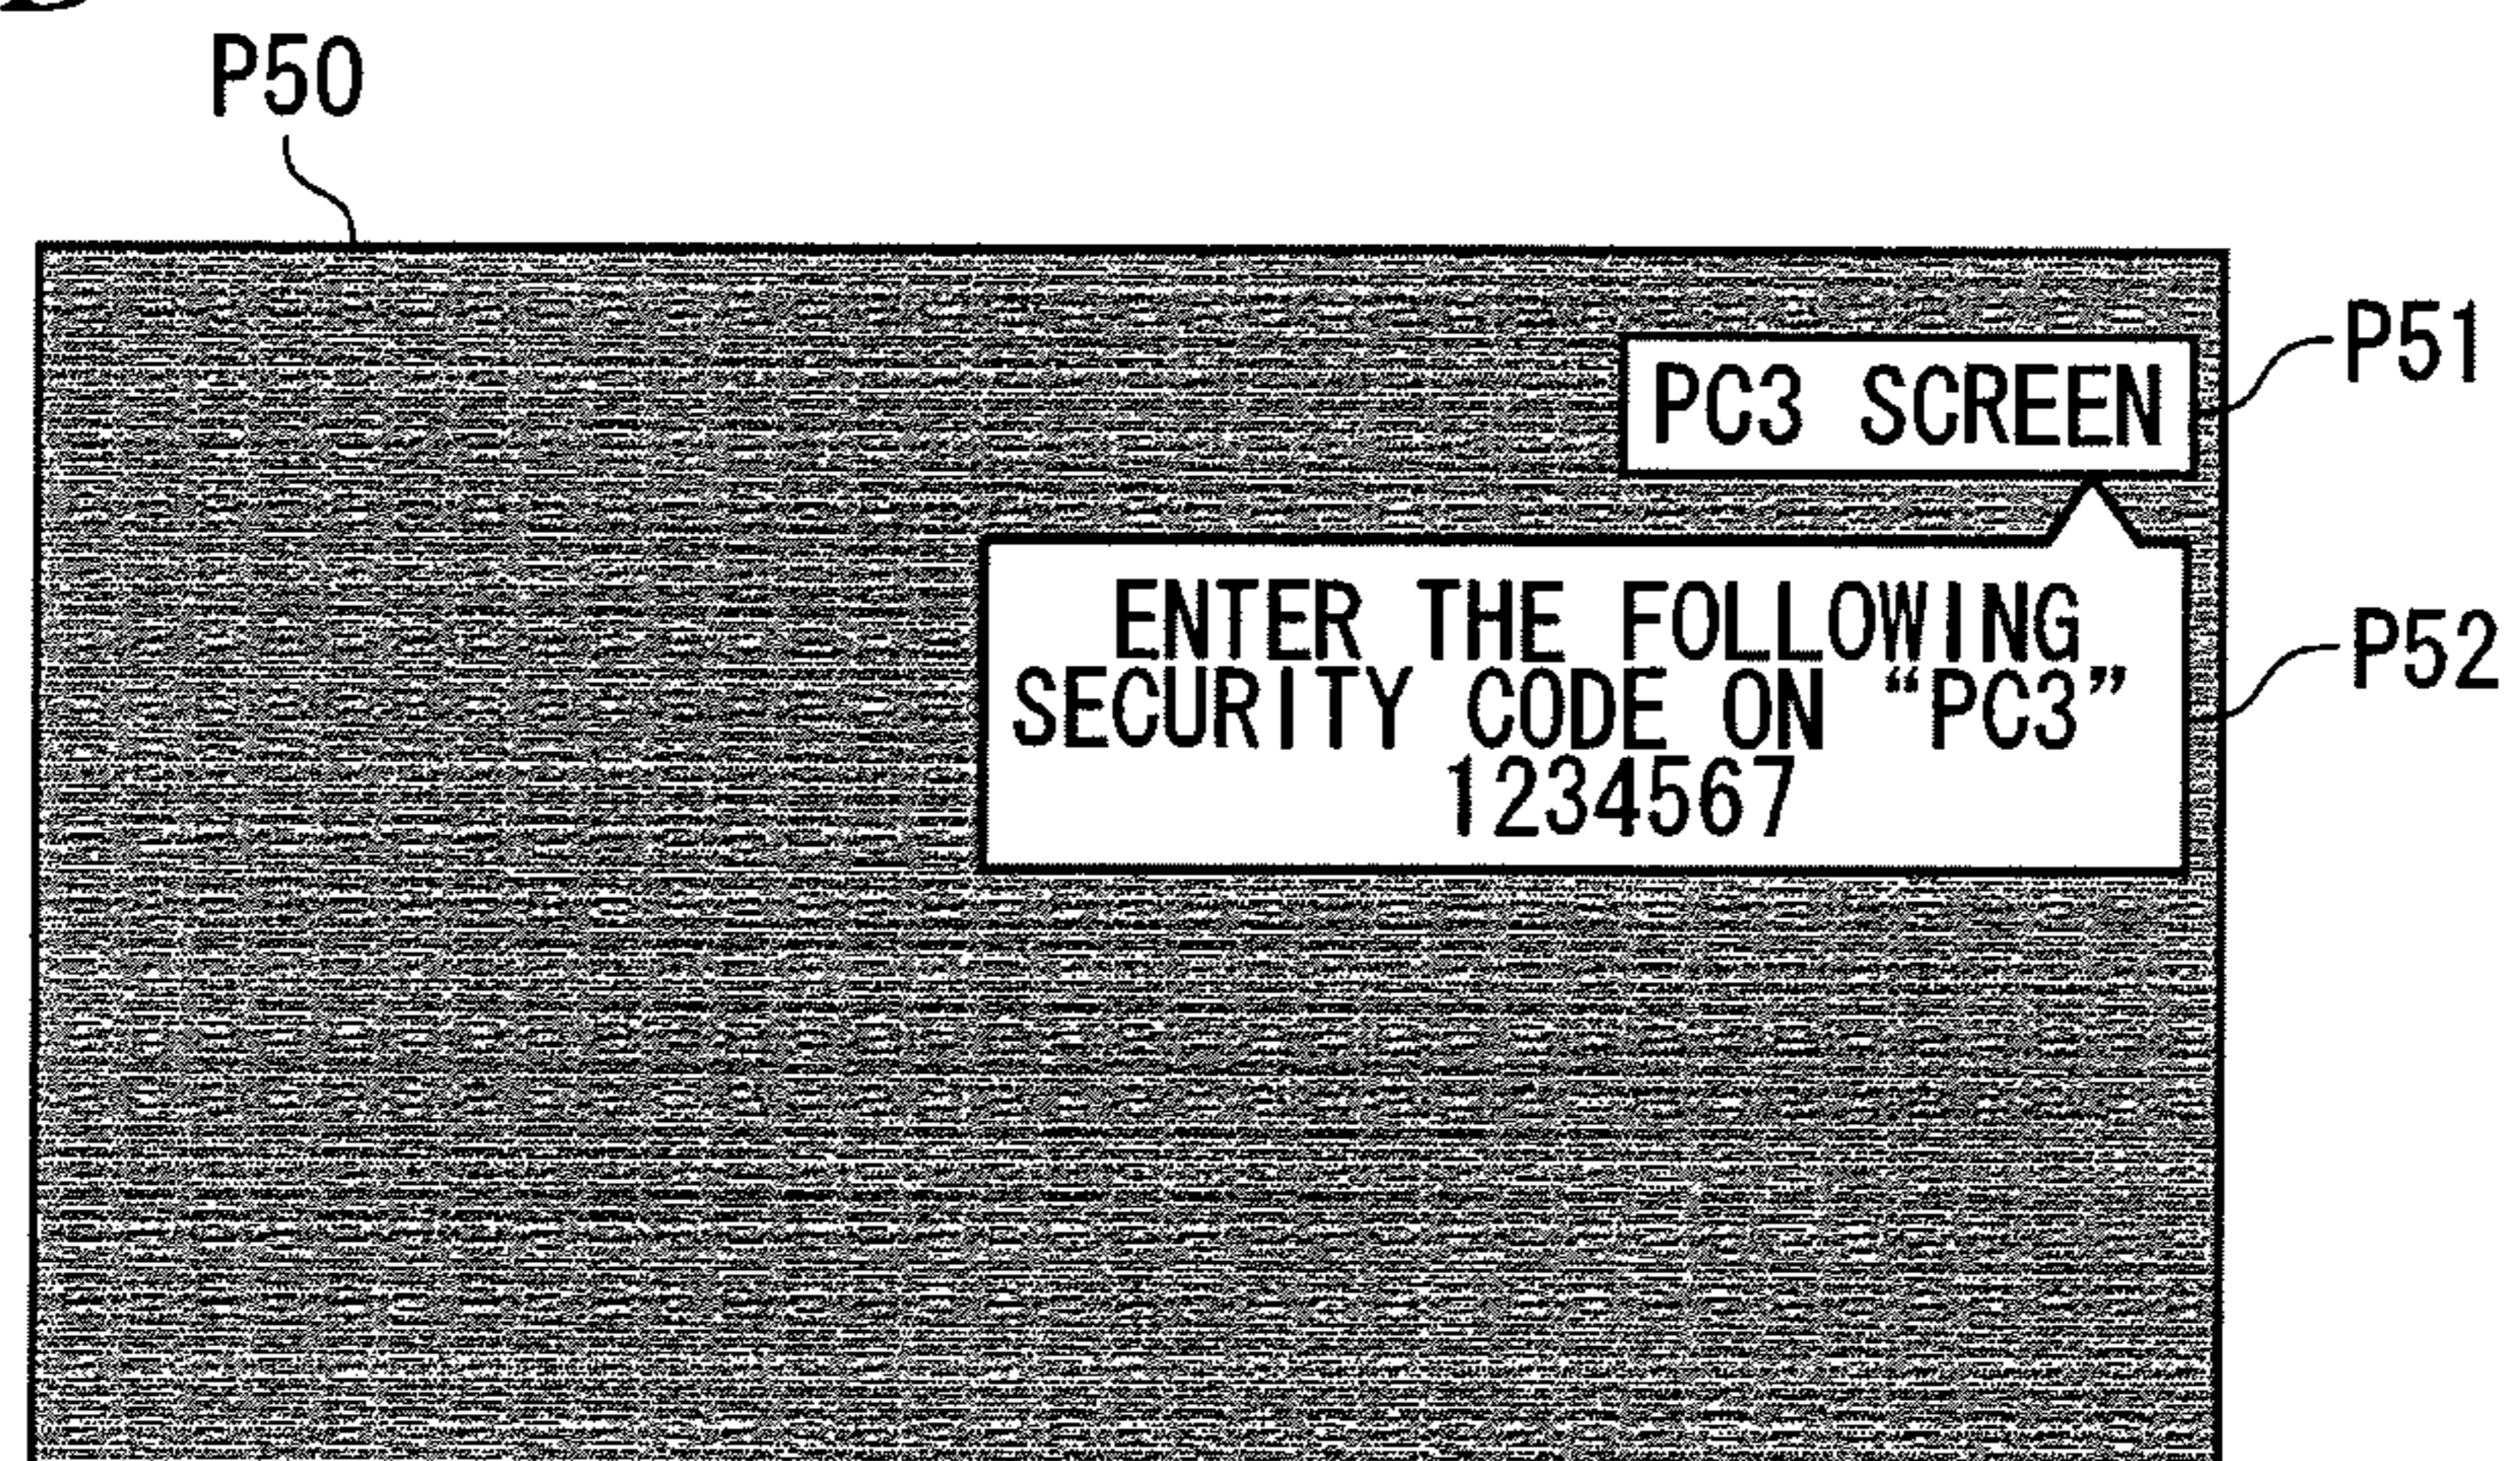 P50
PC3 SCREEN
P51
ENTER THE FOLLOWING
SECURITY CODE ON “PC3”
1234567
P52